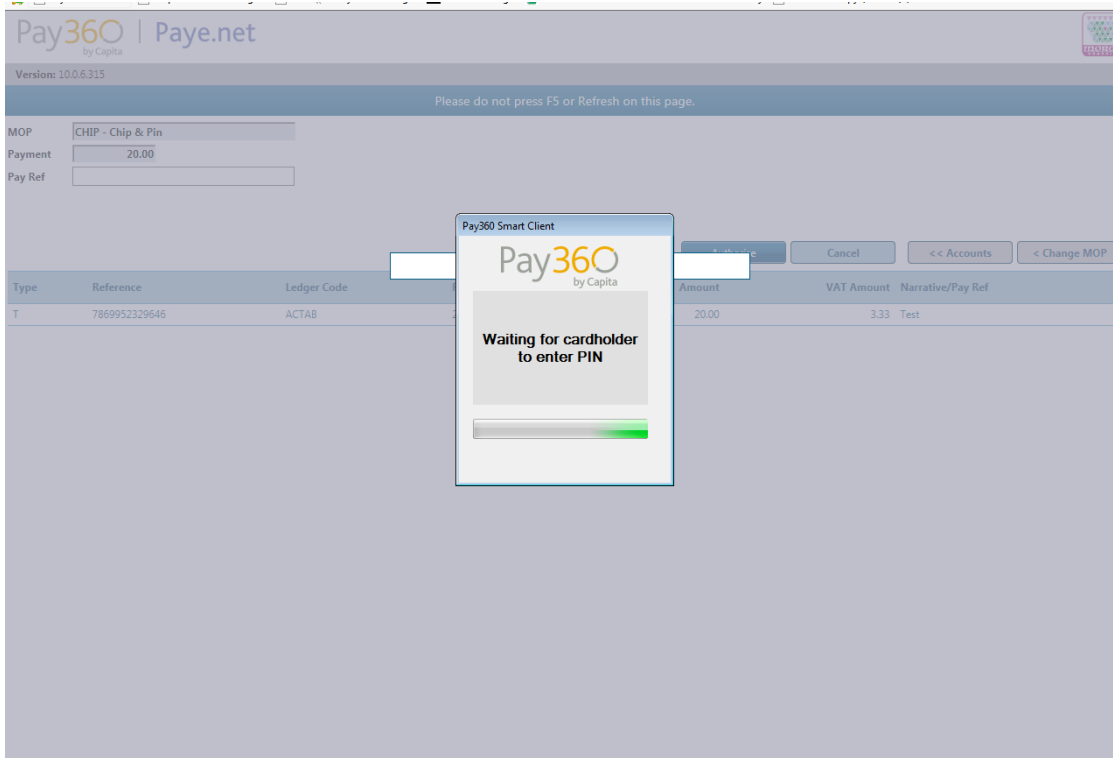 Pay360 | Paye.net
by Capita
Version: 10.0.6.315
Please do not press F5 or Refresh on this page.
MOP CHIP - Chip & Pin
Payment 20.00
Pay Ref
Pay360 Smart Client
Pay360
by Capita
Waiting for cardholder
to enter PIN
Cancel << Accounts < Change MOP
Type Reference Ledger Code Amount VAT Amount Narrative/Pay Ref
T 7869952329646 ACTAB 20.00 3.33 Test